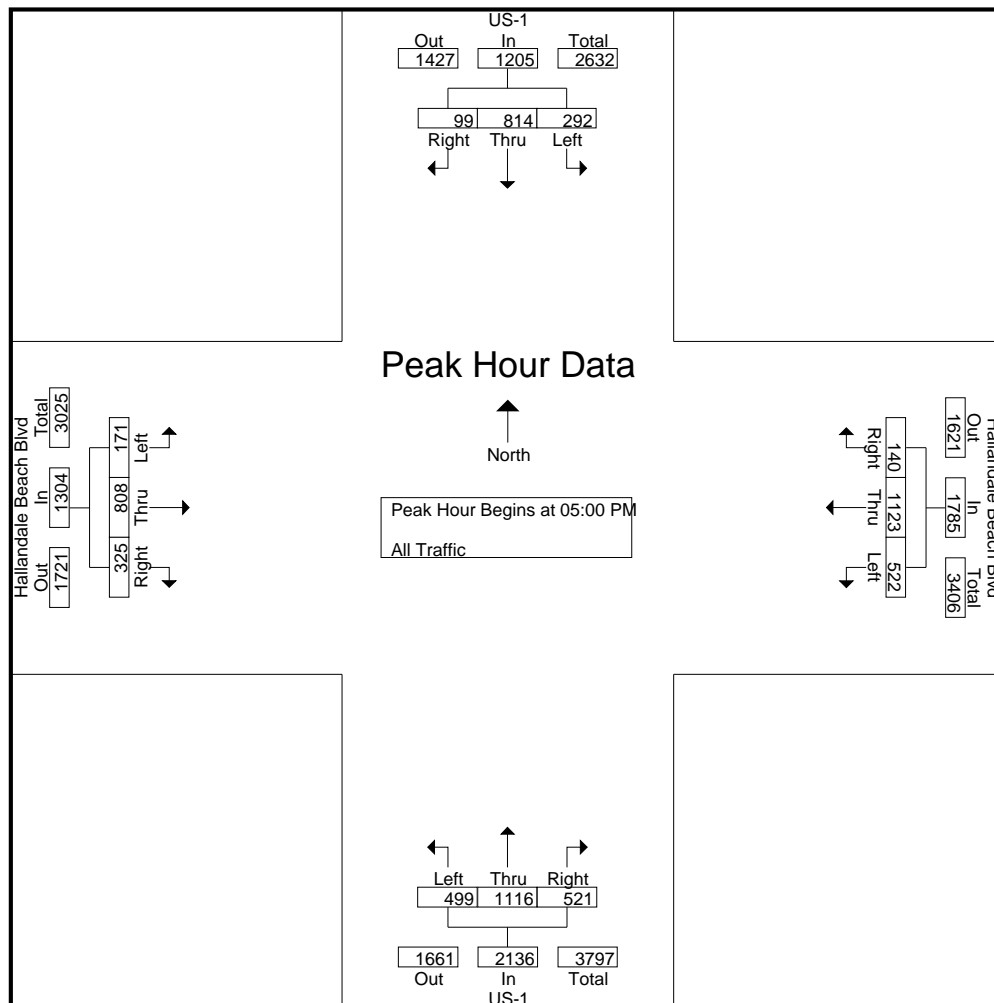 US-1
Out In Total
1427 1205 2632
99 814 292
Right Thru Left
Peak Hour Data
North
Peak Hour Begins at 05:00 PM
All Traffic
Hallandale Beach Blvd
Out In Total
1721 1304 3025
Right Thru Left
325 808 171
Hallandale Beach Blvd
Out In Total
1621 1785 3406
140 1123 522
Right Thru Left
Left Thru Right
499 1116 521
1661 2136 3797
Out In Total
US-1